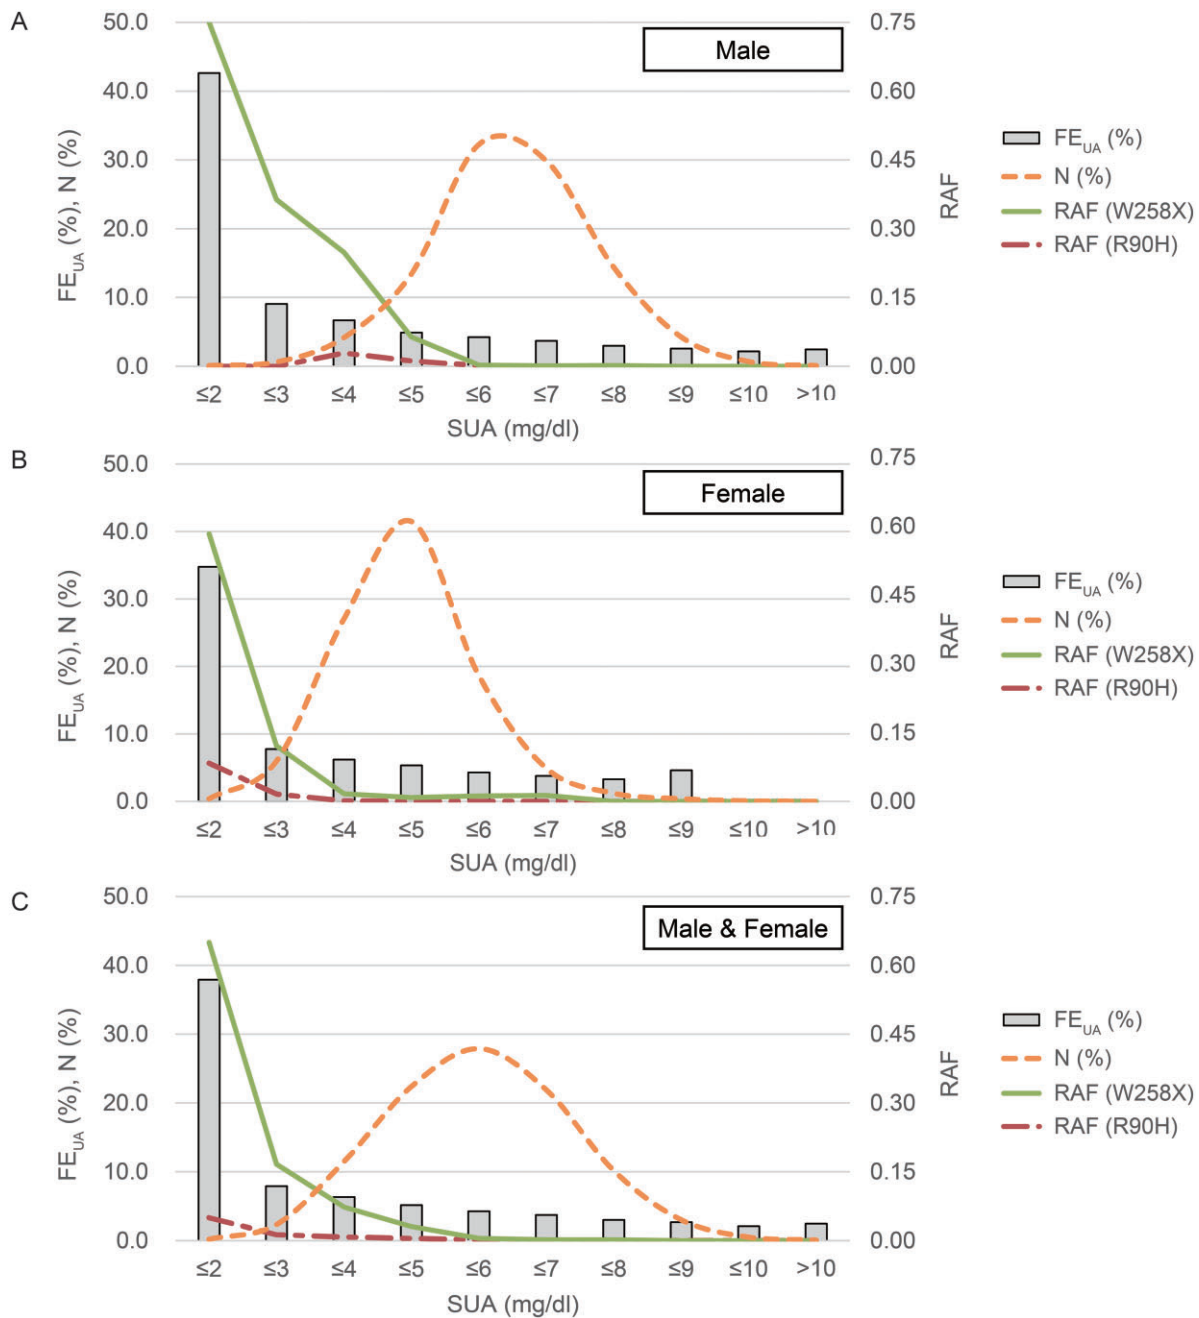 A
Male
50.0
40.0
30.0
20.0
10.0
0.0
FE_UA (%), N (%)
0.75
0.60
0.45
0.30
0.15
0.00
RAF
≤2 ≤3 ≤4 ≤5 ≤6 ≤7 ≤8 ≤9 ≤10 >10
SUA (mg/dl)
FE_UA (%)
N (%)
RAF (W258X)
RAF (R90H)
B
Female
50.0
40.0
30.0
20.0
10.0
0.0
FE_UA (%), N (%)
0.75
0.60
0.45
0.30
0.15
0.00
RAF
≤2 ≤3 ≤4 ≤5 ≤6 ≤7 ≤8 ≤9 ≤10 >10
SUA (mg/dl)
FE_UA (%)
N (%)
RAF (W258X)
RAF (R90H)
C
Male & Female
50.0
40.0
30.0
20.0
10.0
0.0
FE_UA (%), N (%)
0.75
0.60
0.45
0.30
0.15
0.00
RAF
≤2 ≤3 ≤4 ≤5 ≤6 ≤7 ≤8 ≤9 ≤10 >10
SUA (mg/dl)
FE_UA (%)
N (%)
RAF (W258X)
RAF (R90H)